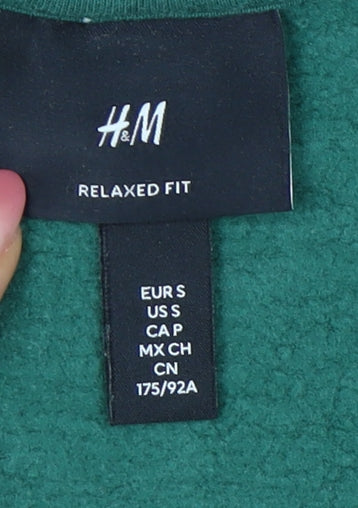 H&M
RELAXED FIT
EUR S
US S
CA P
MX CH
CN
175/92A